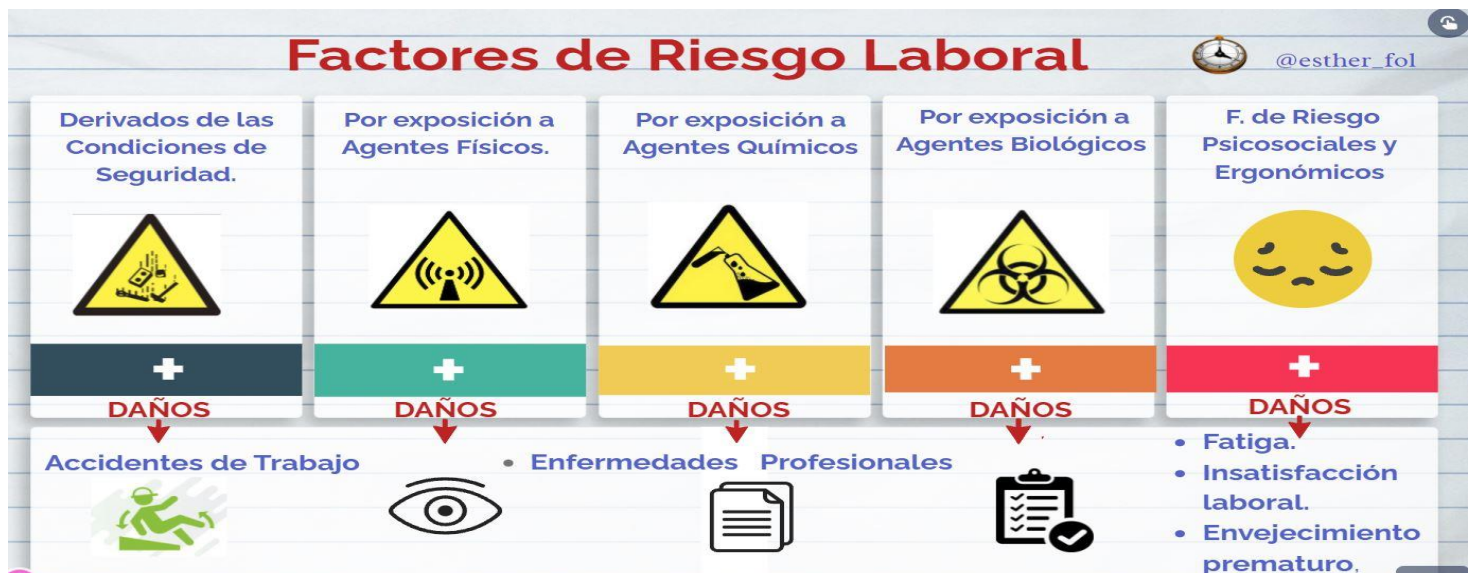 Factores de Riesgo Laboral
@esther_fol
Derivados de las
Condiciones de
Seguridad.
Por exposición a
Agentes Físicos.
Por exposición a
Agentes Químicos
Por exposición a
Agentes Biológicos
F. de Riesgo
Psicosociales y
Ergonómicos
DAÑOS
DAÑOS
DAÑOS
DAÑOS
DAÑOS
Accidentes de Trabajo
• Enfermedades Profesionales
• Fatiga.
• Insatisfacción
laboral.
• Envejecimiento
prematuro.